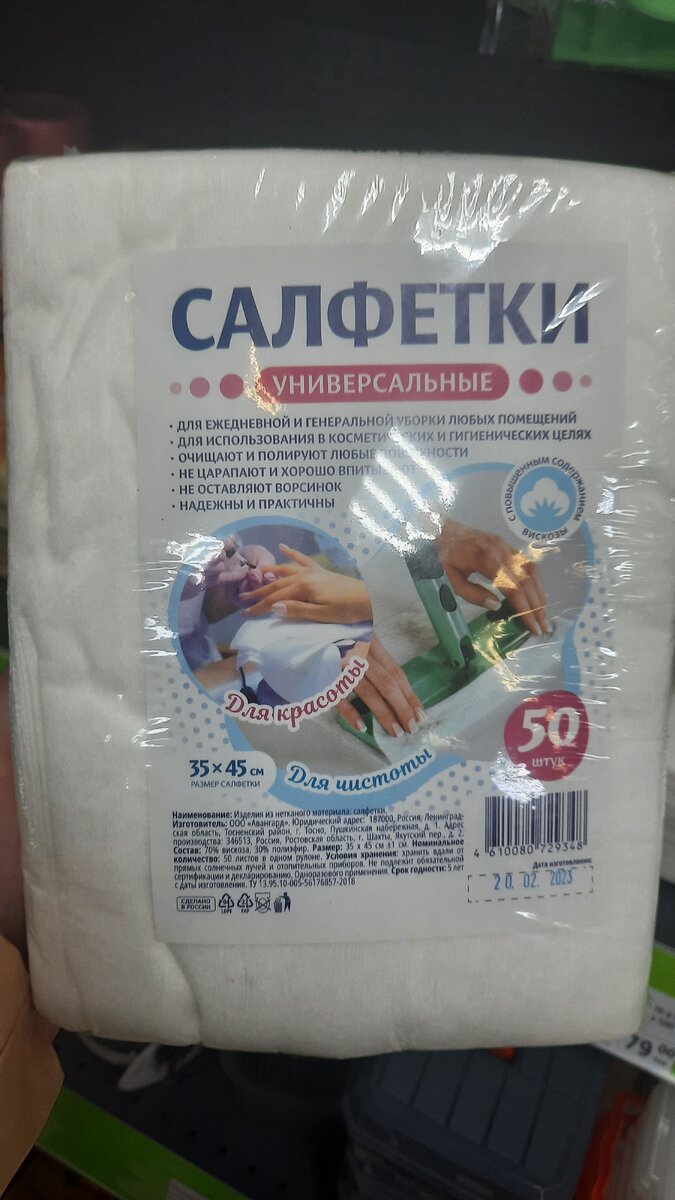 САЛФЕТКИ
УНИВЕРСАЛЬНЫЕ
• ДЛЯ ЕЖЕДНЕВНОЙ И ГЕНЕРАЛЬНОЙ УБОРКИ ЛЮБЫХ ПОМЕЩЕНИЙ
• ДЛЯ ИСПОЛЬЗОВАНИЯ В КОСМЕТИЧЕСКИХ И ГИГИЕНИЧЕСКИХ ЦЕЛЯХ
• ОЧИЩАЮТ И ПОЛИРУЮТ ЛЮБЫЕ ПОВЕРХНОСТИ
• НЕ ЦАРАПАЮТ И ХОРОШО ВПИТЫВАЮТ
• НЕ ОСТАВЛЯЮТ ВОРСИНОК
• НАДЕЖНЫ И ПРАКТИЧНЫ
С ПОВЫШЕННЫМ СОДЕРЖАНИЕМ
ВИСКОЗЫ
Для красоты
Для чистоты
35 × 45 см
РАЗМЕР САЛФЕТКИ
50
штук
Наименование: Изделия из нетканого материала: салфетки.
Изготовитель: ООО «Авангард». Юридический адрес: 187000, Россия, Ленинград-
ская область, Тосненский район, г. Тосно, Пушкинская набережная, д. 1. Адрес
производства: 346513, Россия, Ростовская область, г. Шахты, Якутский пер., д. 2.
Состав: 70% вискоза, 30% полиэфир. Размер: 35 х 45 см ±1 см. Номинальное
количество: 50 листов в одном рулоне. Условия хранения: хранить вдали от
прямых солнечных лучей и отопительных приборов. Не подлежит обязательной
сертификации и декларированию. Одноразового применения. Срок годности: 5 лет
с даты изготовления. ТУ 13.95.10-005-56176857-2018
4 610080 729348
Дата изготовления:
20. 02. 2023
СДЕЛАНО
В РОССИИ
LDPE
PAP
79 00